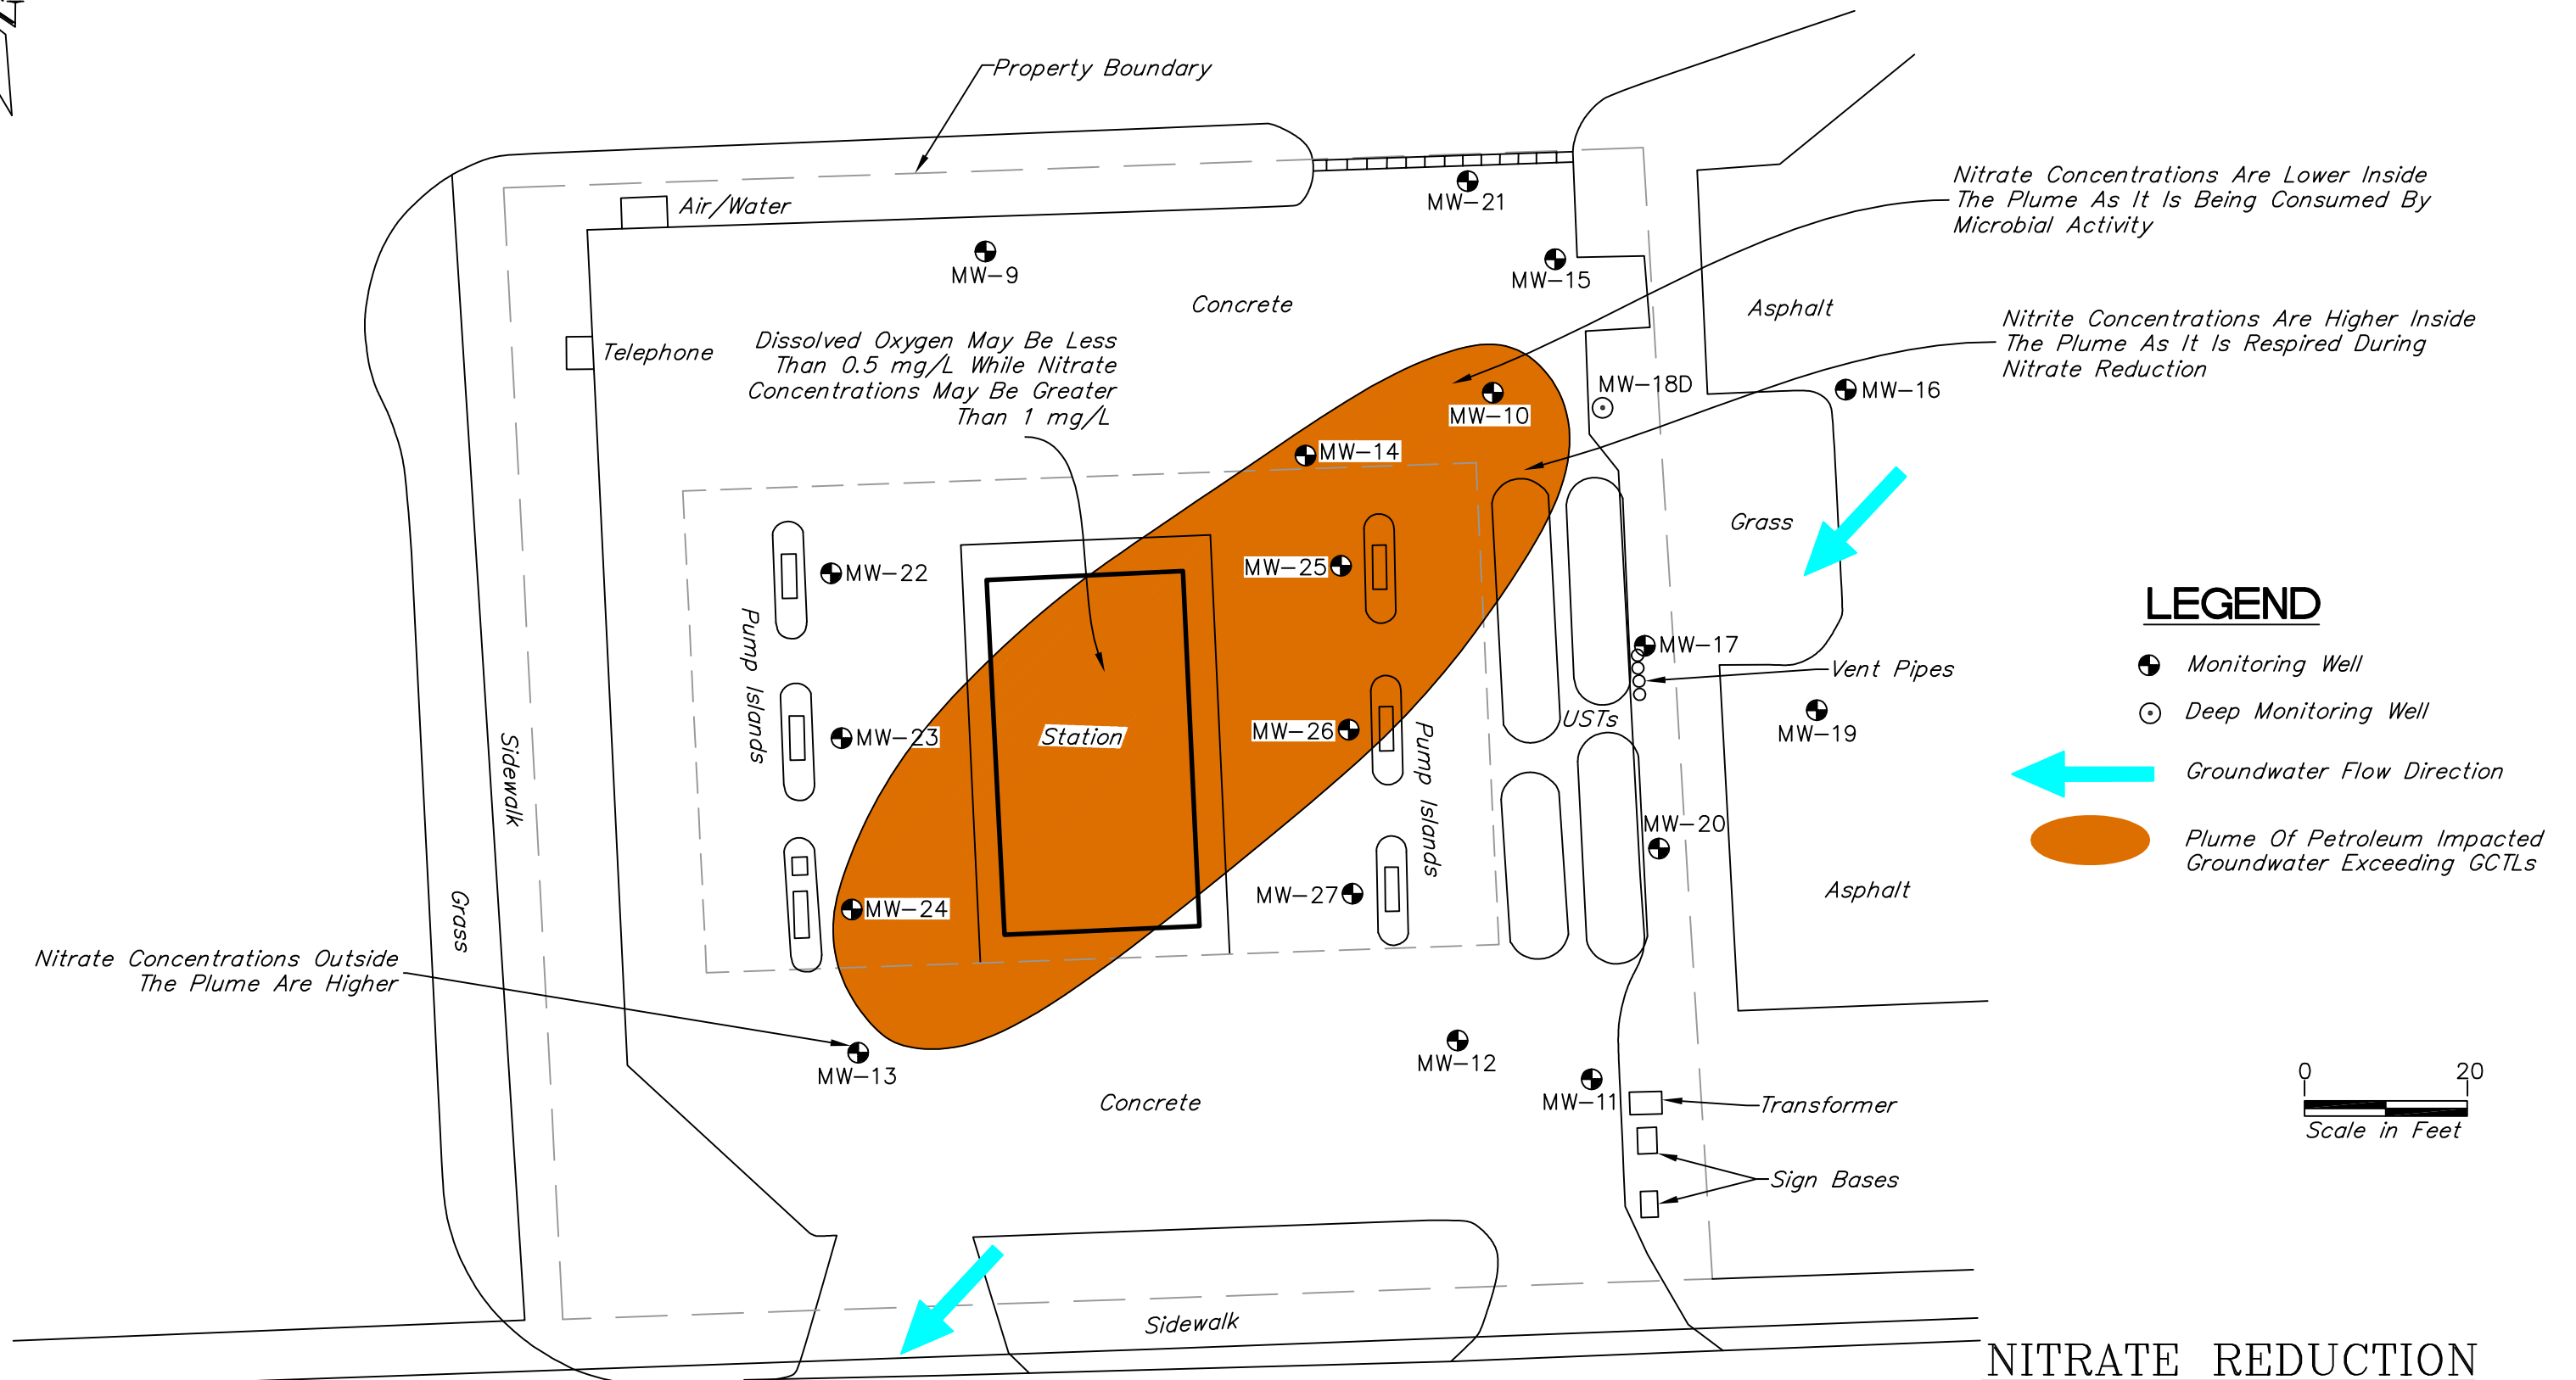 N
Property Boundary
Air/Water
MW-21
MW-9
MW-15
Concrete
Asphalt
Nitrate Concentrations Are Lower Inside
The Plume As It Is Being Consumed By
Microbial Activity
Nitrite Concentrations Are Higher Inside
The Plume As It Is Respired During
Nitrate Reduction
Telephone
Dissolved Oxygen May Be Less
Than 0.5 mg/L While Nitrate
Concentrations May Be Greater
Than 1 mg/L
MW-18D
MW-16
MW-10
MW-14
Grass
MW-22
MW-25
Pump Islands
MW-17
Vent Pipes
USTs
MW-19
MW-23
Station
MW-26
Pump Islands
Sidewalk
MW-20
Asphalt
MW-24
MW-27
Grass
LEGEND
Monitoring Well
Deep Monitoring Well
Groundwater Flow Direction
Plume Of Petroleum Impacted
Groundwater Exceeding GCTLs
Nitrate Concentrations Outside
The Plume Are Higher
MW-13
MW-12
MW-11
Concrete
Transformer
Sign Bases
0 20
Scale in Feet
Sidewalk
NITRATE REDUCTION